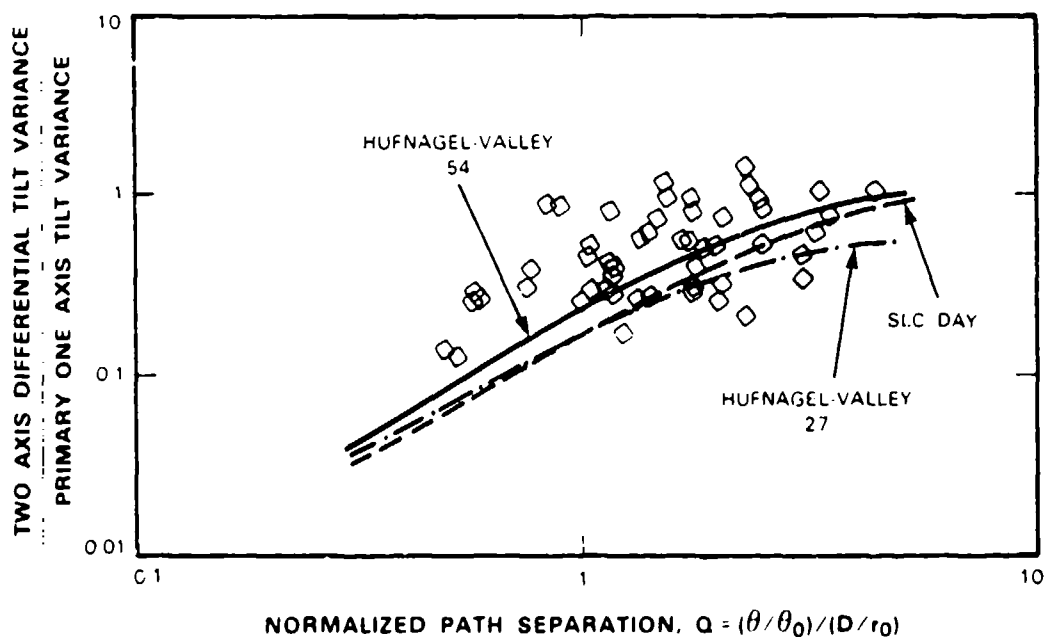 TWO AXIS DIFFERENTIAL TILT VARIANCE
PRIMARY ONE AXIS TILT VARIANCE
10
1
0 1
0 01
HUFNAGEL-VALLEY
54
SLC DAY
HUFNAGEL-VALLEY
27
0.1
1
10
NORMALIZED PATH SEPARATION, Q = (θ/θ0)/(D/r0)